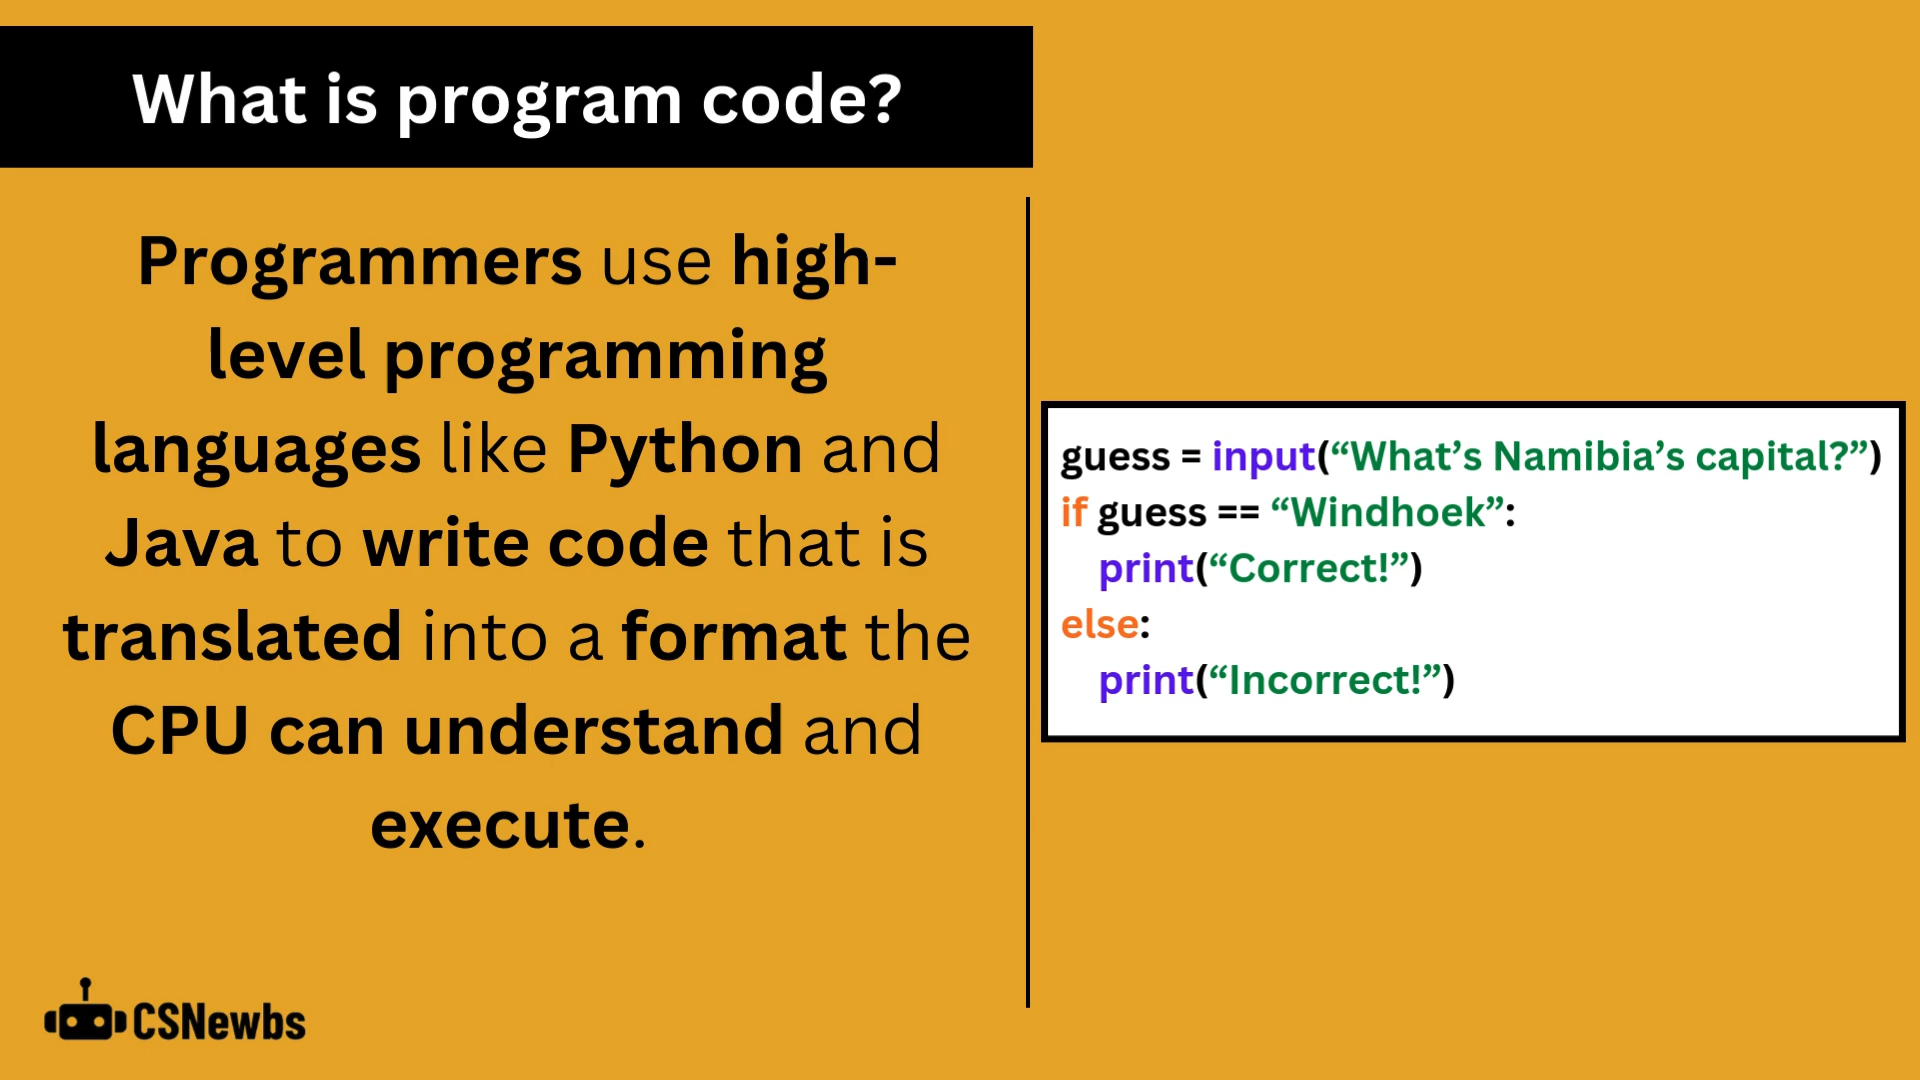 What is program code?
Programmers use high-
level programming
languages like Python and
Java to write code that is
translated into a format the
CPU can understand and
execute.
guess = input(“What’s Namibia’s capital?”)
if guess == “Windhoek”:
    print(“Correct!”)
else:
    print(“Incorrect!”)
CSNewbs